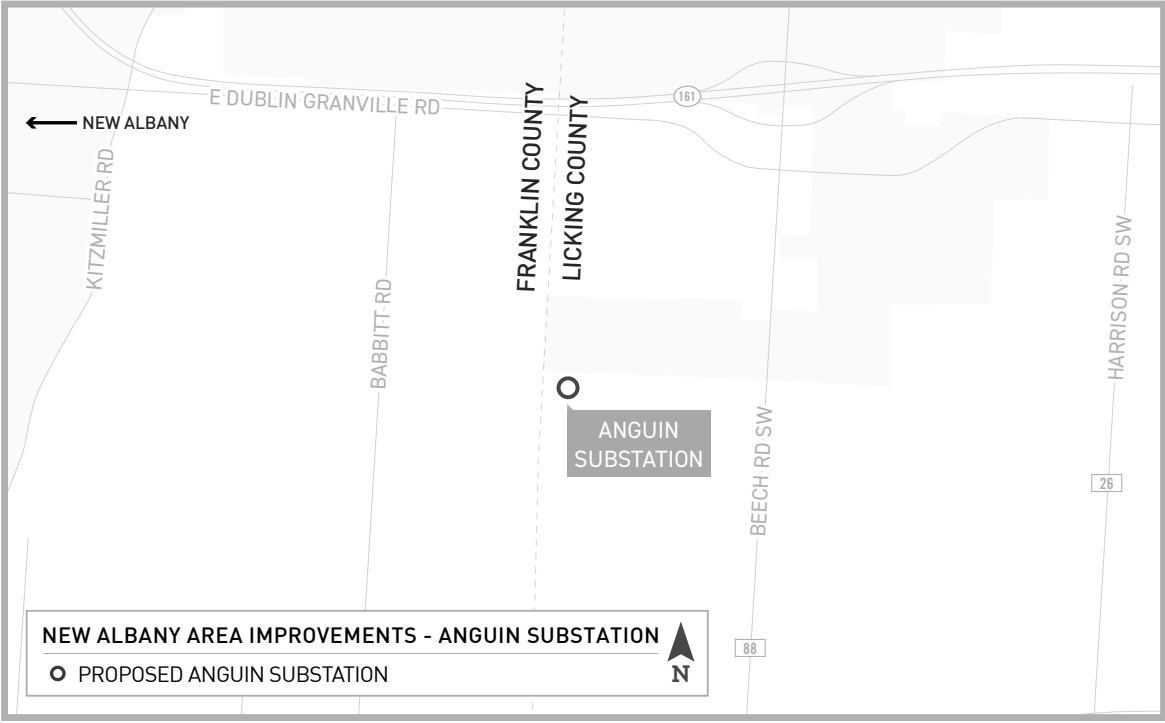 161
E DUBLIN GRANVILLE RD
NEW ALBANY
KITZMILLER RD
BABBITT RD
FRANKLIN COUNTY
LICKING COUNTY
HARRISON RD SW
ANGUIN
SUBSTATION
BEECH RD SW
26
88
NEW ALBANY AREA IMPROVEMENTS - ANGUIN SUBSTATION
PROPOSED ANGUIN SUBSTATION
N